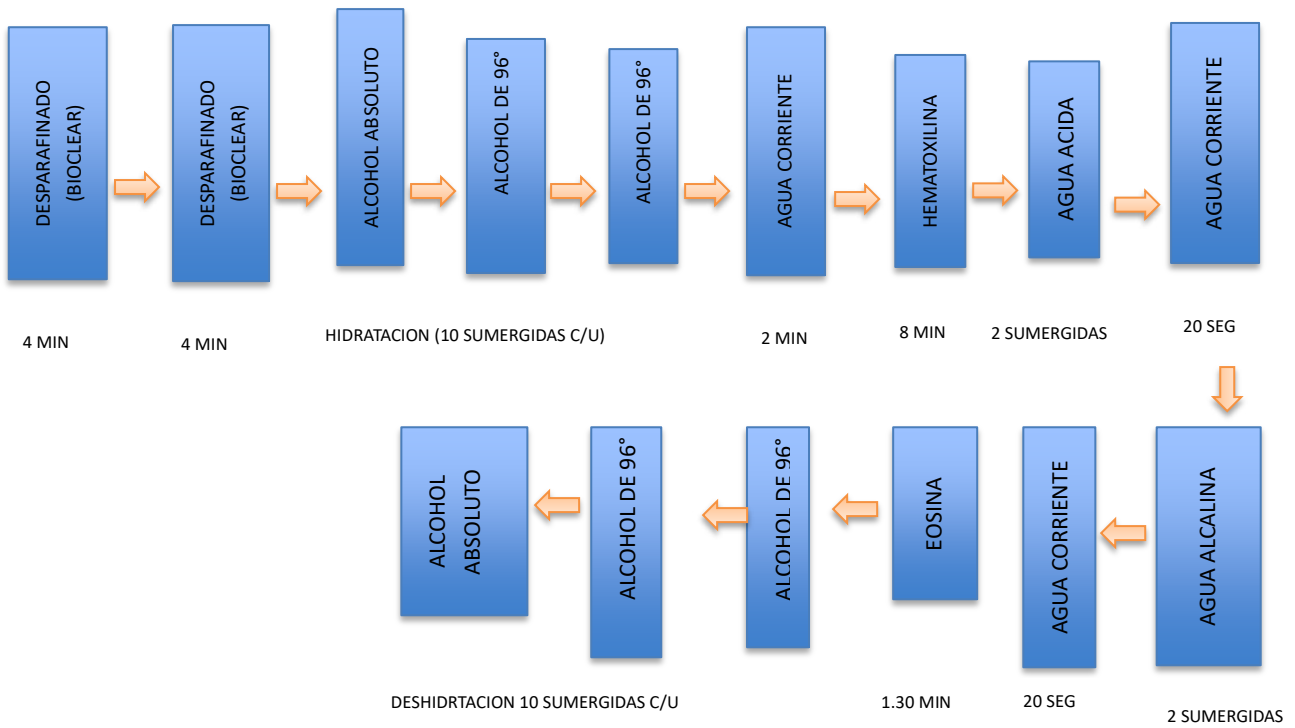 DESPARAFINADO
(BIOCLEAR)
DESPARAFINADO
(BIOCLEAR)
ALCOHOL ABSOLUTO
ALCOHOL DE 96°
ALCOHOL DE 96°
AGUA CORRIENTE
HEMATOXILINA
AGUA ACIDA
AGUA CORRIENTE
4 MIN
4 MIN
HIDRATACION (10 SUMERGIDAS C/U)
2 MIN
8 MIN
2 SUMERGIDAS
20 SEG
ALCOHOL
ABSOLUTO
ALCOHOL DE 96°
ALCOHOL DE 96°
EOSINA
AGUA CORRIENTE
AGUA ALCALINA
DESHIDRTACION 10 SUMERGIDAS C/U
1.30 MIN
20 SEG
2 SUMERGIDAS